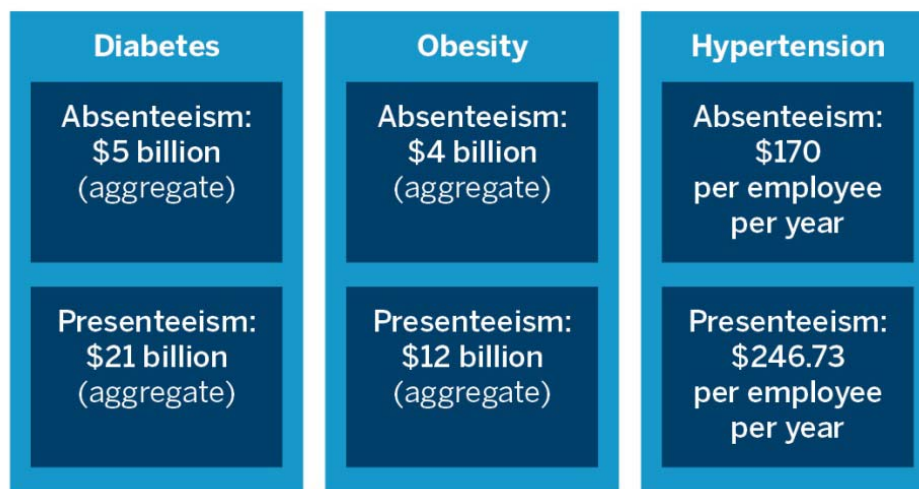 Diabetes
Absenteeism:
$5 billion
(aggregate)
Presenteeism:
$21 billion
(aggregate)
Obesity
Absenteeism:
$4 billion
(aggregate)
Presenteeism:
$12 billion
(aggregate)
Hypertension
Absenteeism:
$170
per employee
per year
Presenteeism:
$246.73
per employee
per year